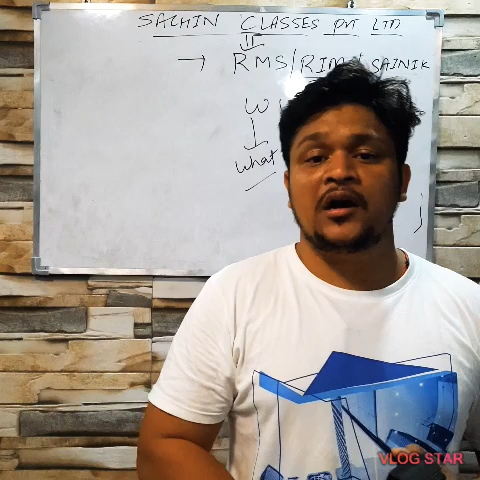 SACHIN CLASSES PVT LTD
→ RMS/RIM SAINIK
W
What
VLOG STAR